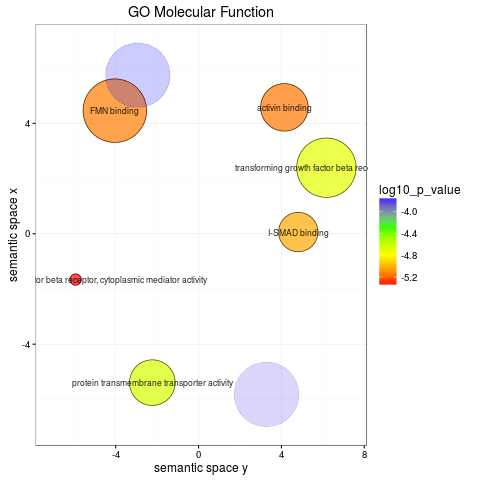 GO Molecular Function
FMN binding
activin binding
transforming growth factor beta rec
I-SMAD binding
tor beta receptor, cytoplasmic mediator activity
protein transmembrane transporter activity
4
0
-4
semantic space x
-4
0
4
8
semantic space y
log10_p_value
-4.0
-4.4
-4.8
-5.2